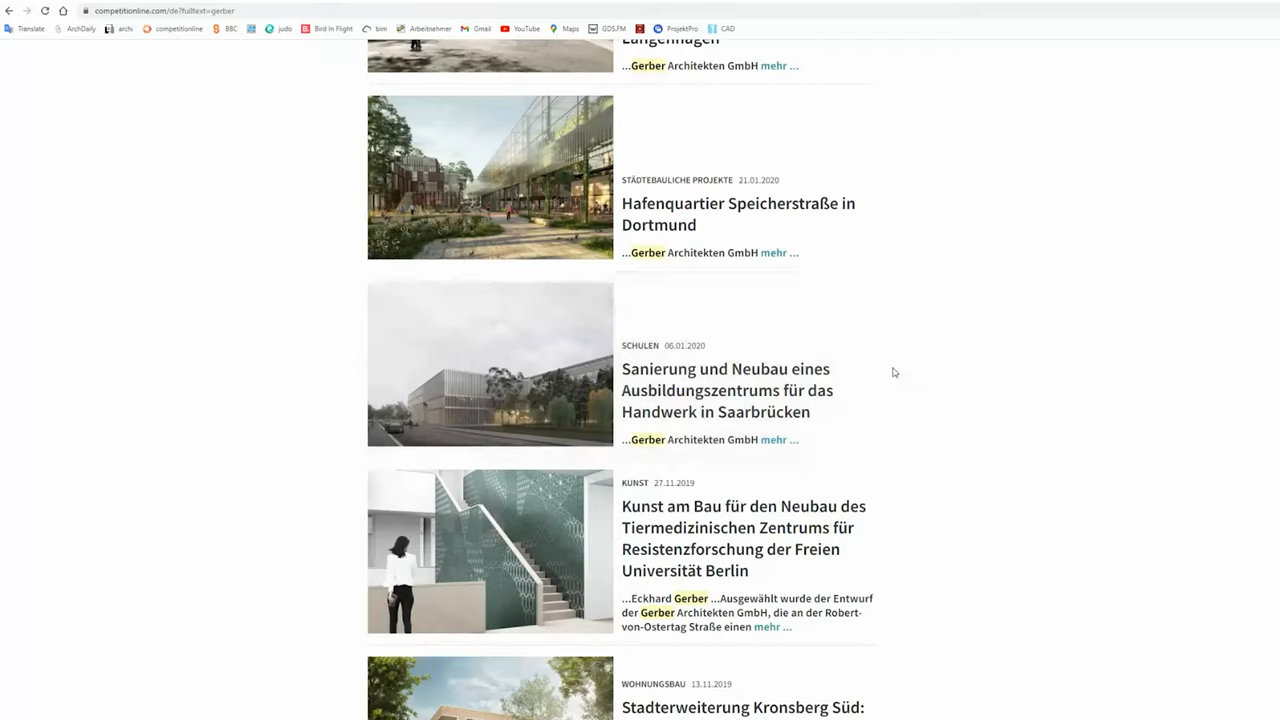 competitionline.com/de?fulltext=gerber
Translate ArchDaily archi competitionline BBC judo Bird In Flight bim Arbeitnehmer Gmail YouTube Maps GDS.FM ProjektPro CAD
Langenhagen
...Gerber Architekten GmbH mehr ...
STÄDTEBAULICHE PROJEKTE 21.01.2020
Hafenquartier Speicherstraße in
Dortmund
...Gerber Architekten GmbH mehr ...
SCHULEN 06.01.2020
Sanierung und Neubau eines
Ausbildungszentrums für das
Handwerk in Saarbrücken
...Gerber Architekten GmbH mehr ...
KUNST 27.11.2019
Kunst am Bau für den Neubau des
Tiermedizinischen Zentrums für
Resistenzforschung der Freien
Universität Berlin
...Eckhard Gerber ...Ausgewählt wurde der Entwurf
der Gerber Architekten GmbH, die an der Robert-
von-Ostertag Straße einen mehr ...
WOHNUNGSBAU 13.11.2019
Stadterweiterung Kronsberg Süd: